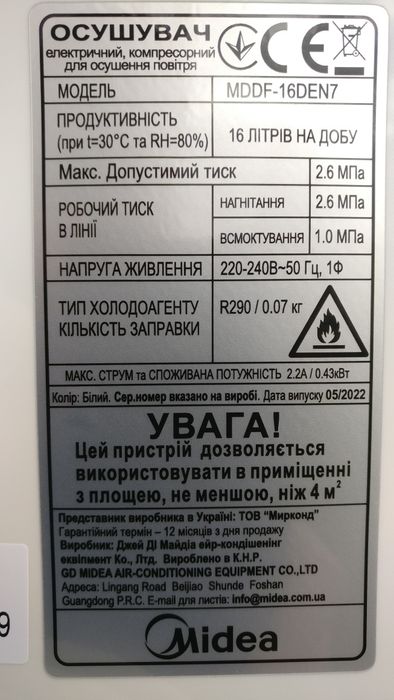 ОСУШУВАЧ
електричний, компресорний
для осушення повітря
МОДЕЛЬ MDDF-16DEN7
ПРОДУКТИВНІСТЬ
(при t=30°C та RH=80%) 16 ЛІТРІВ НА ДОБУ
Макс. Допустимий тиск 2.6 МПа
РОБОЧИЙ ТИСК
В ЛІНІЇ
НАГНІТАННЯ 2.6 МПа
ВСМОКТУВАННЯ 1.0 МПа
НАПРУГА ЖИВЛЕННЯ 220-240В~50 Гц, 1Ф
ТИП ХОЛОДОАГЕНТУ
КІЛЬКІСТЬ ЗАПРАВКИ
R290 / 0.07 кг
МАКС. СТРУМ та СПОЖИВАНА ПОТУЖНІСТЬ 2.2А / 0.43кВт
Колір: Білий. Сер.номер вказано на виробі. Дата випуску 05/2022
УВАГА!
Цей пристрій дозволяється
використовувати в приміщенні
з площею, не меншою, ніж 4 м²
Представник виробника в Україні: ТОВ "Мирконд"
Гарантійний термін – 12 місяців з дня продажу
Виробник: Джей ДІ Майдіа ейр-кондішенінг
еквіпмент Ко., Лтд. Вироблено в К.Н.Р.
GD MIDEA AIR-CONDITIONING EQUIPMENT CO.,LTD
Адреса: Lingang Road Beijiao Shunde Foshan
Guangdong P.R.C. E-mail для листів: info@midea.com.ua
Midea
9